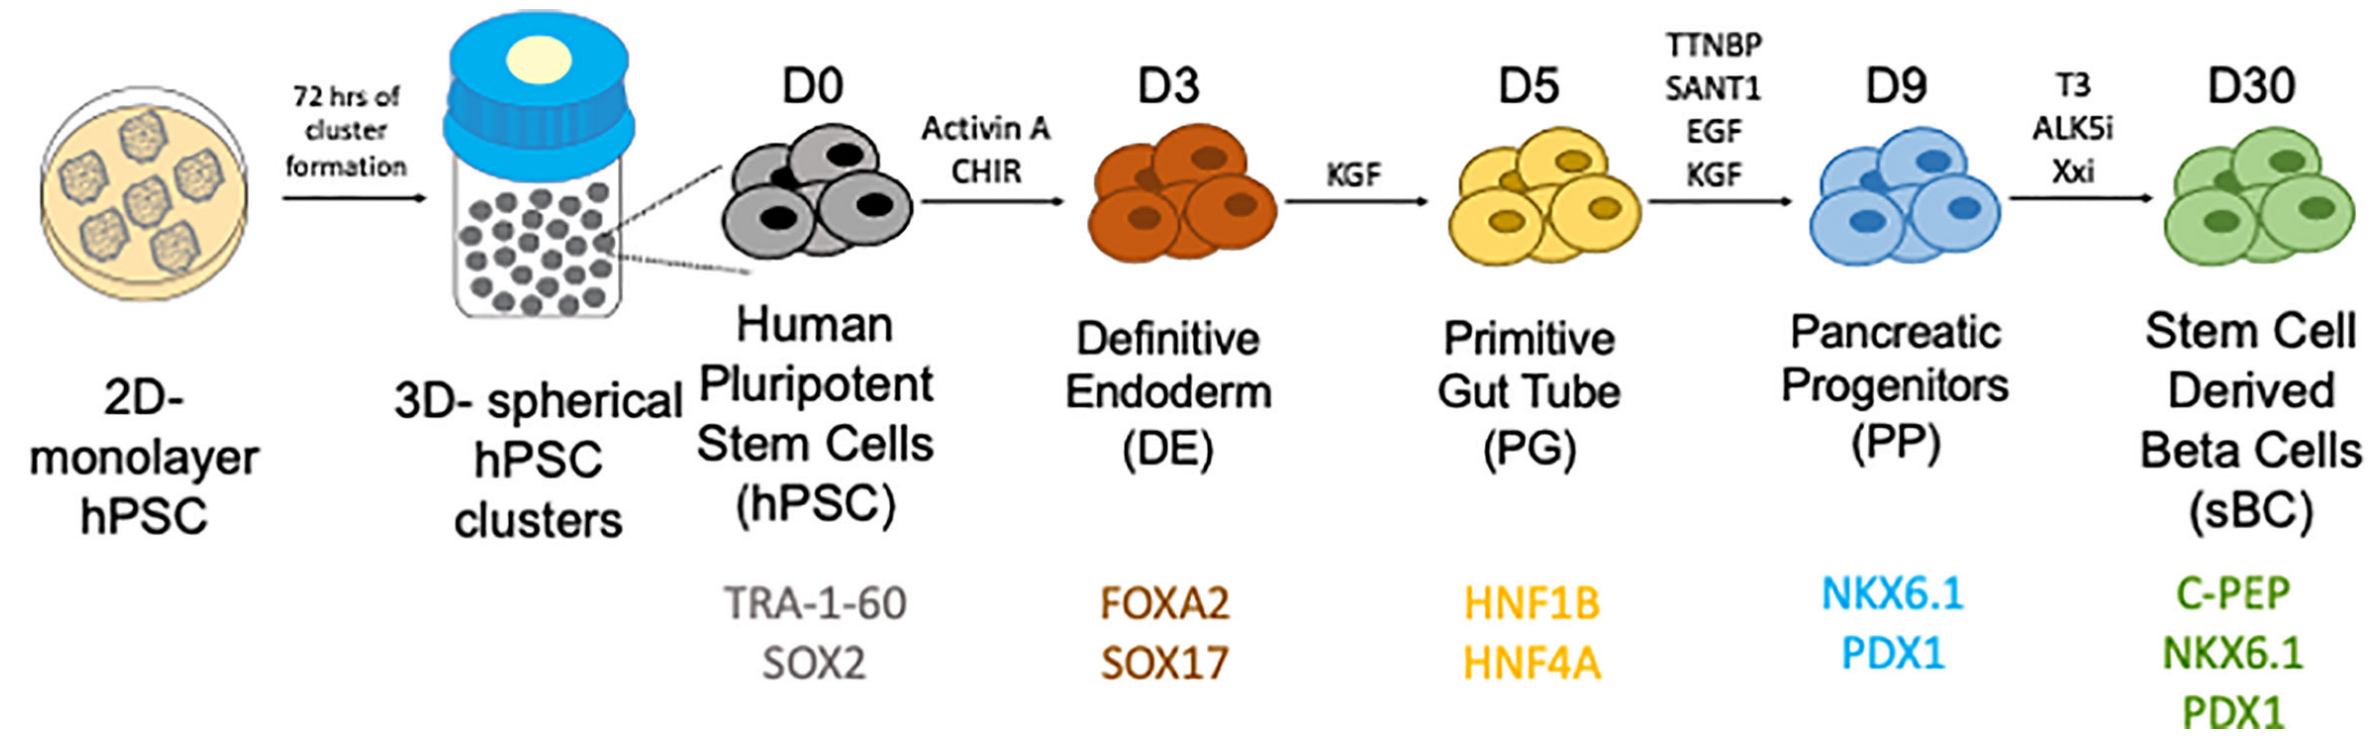 2D-
monolayer
hPSC
72 hrs of
cluster
formation
3D- spherical
hPSC
clusters
D0
Human
Pluripotent
Stem Cells
(hPSC)
TRA-1-60
SOX2
Activin A
CHIR
D3
Definitive
Endoderm
(DE)
FOXA2
SOX17
KGF
D5
Primitive
Gut Tube
(PG)
HNF1B
HNF4A
TTNBP
SANT1
EGF
KGF
D9
Pancreatic
Progenitors
(PP)
NKX6.1
PDX1
T3
ALK5i
Xxi
D30
Stem Cell
Derived
Beta Cells
(sBC)
C-PEP
NKX6.1
PDX1